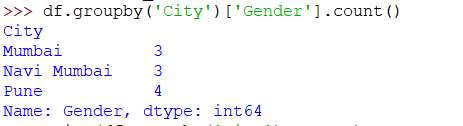 >>> df.groupby('City')['Gender'].count()
City
Mumbai 3
Navi Mumbai 3
Pune 4
Name: Gender, dtype: int64